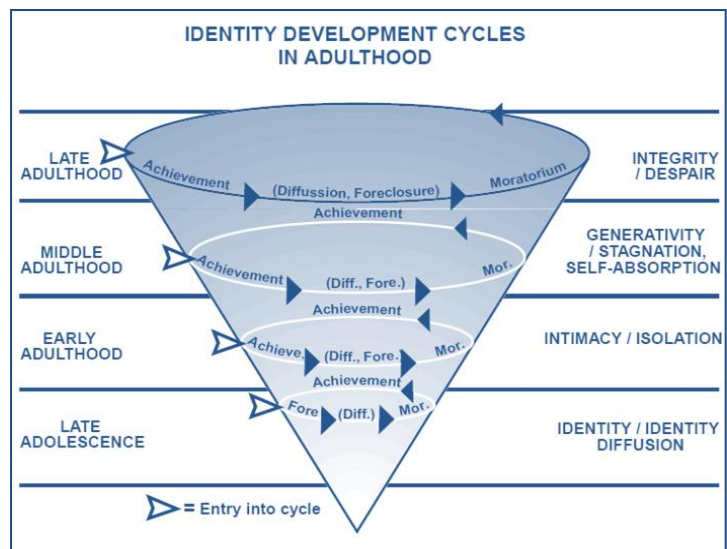 IDENTITY DEVELOPMENT CYCLES
IN ADULTHOOD
LATE
ADULTHOOD
Achievement
(Diffussion, Foreclosure)
Moratorium
INTEGRITY
/ DESPAIR
Achievement
MIDDLE
ADULTHOOD
Achievement
(Diff., Fore.)
Mor.
GENERATIVITY
/ STAGNATION,
SELF-ABSORPTION
Achievement
EARLY
ADULTHOOD
Achieve.
(Diff., Fore.)
Mor.
INTIMACY / ISOLATION
Achievement
LATE
ADOLESCENCE
Fore
(Diff.)
Mor.
IDENTITY / IDENTITY
DIFFUSION
= Entry into cycle